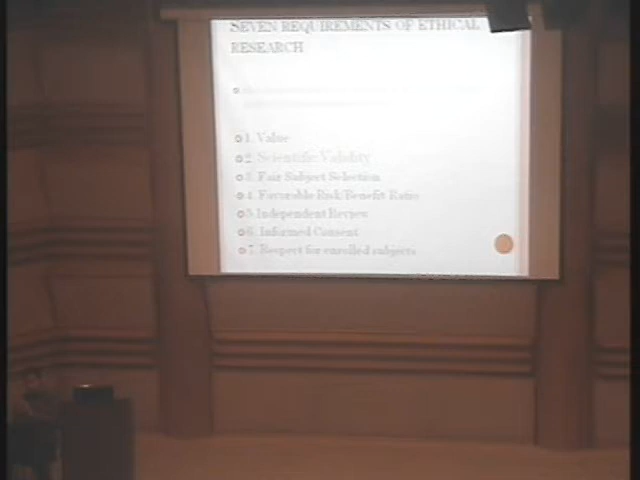 SEVEN REQUIREMENTS OF ETHICAL
RESEARCH
1. Value
2. Scientific Validity
3. Fair Subject Selection
4. Favorable Risk/Benefit Ratio
5. Independent Review
6. Informed Consent
7. Respect for enrolled subjects